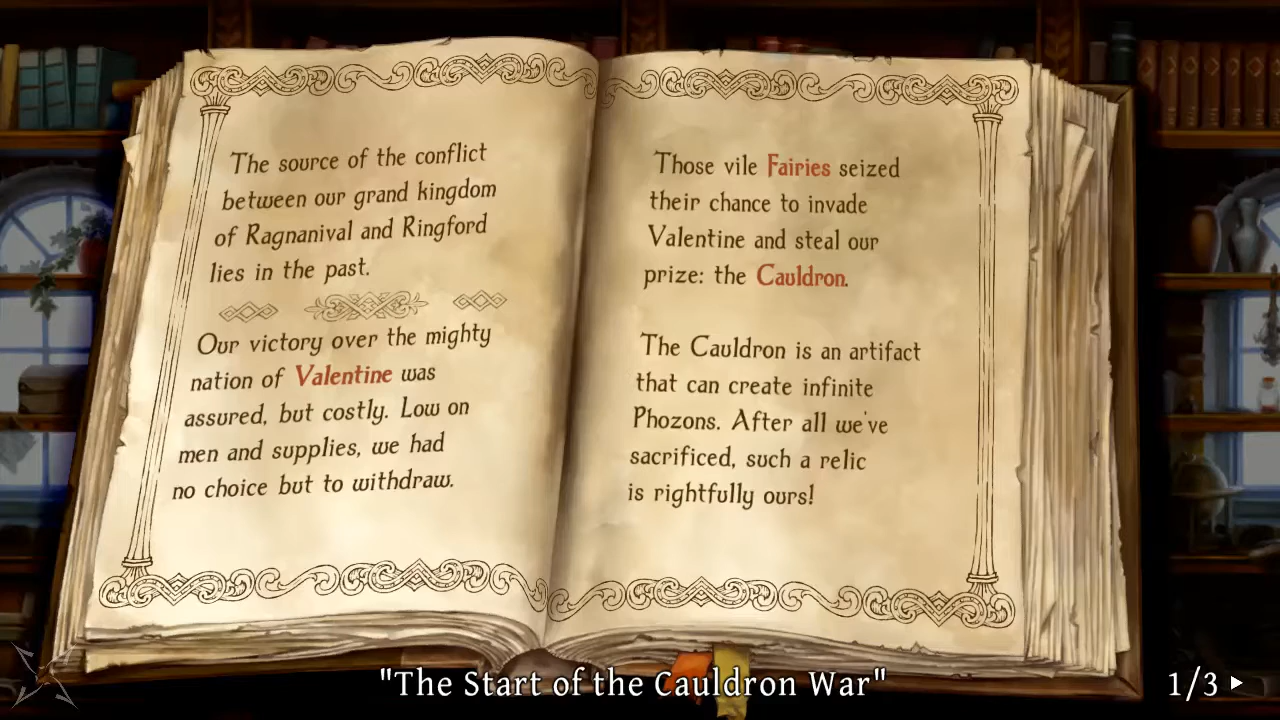 The source of the conflict
between our grand kingdom
of Ragnanival and Ringford
lies in the past.
Our victory over the mighty
nation of Valentine was
assured, but costly. Low on
men and supplies, we had
no choice but to withdraw.
Those vile Fairies seized
their chance to invade
Valentine and steal our
prize: the Cauldron.
The Cauldron is an artifact
that can create infinite
Phozons. After all we've
sacrificed, such a relic
is rightfully ours!
"The Start of the Cauldron War"
1/3